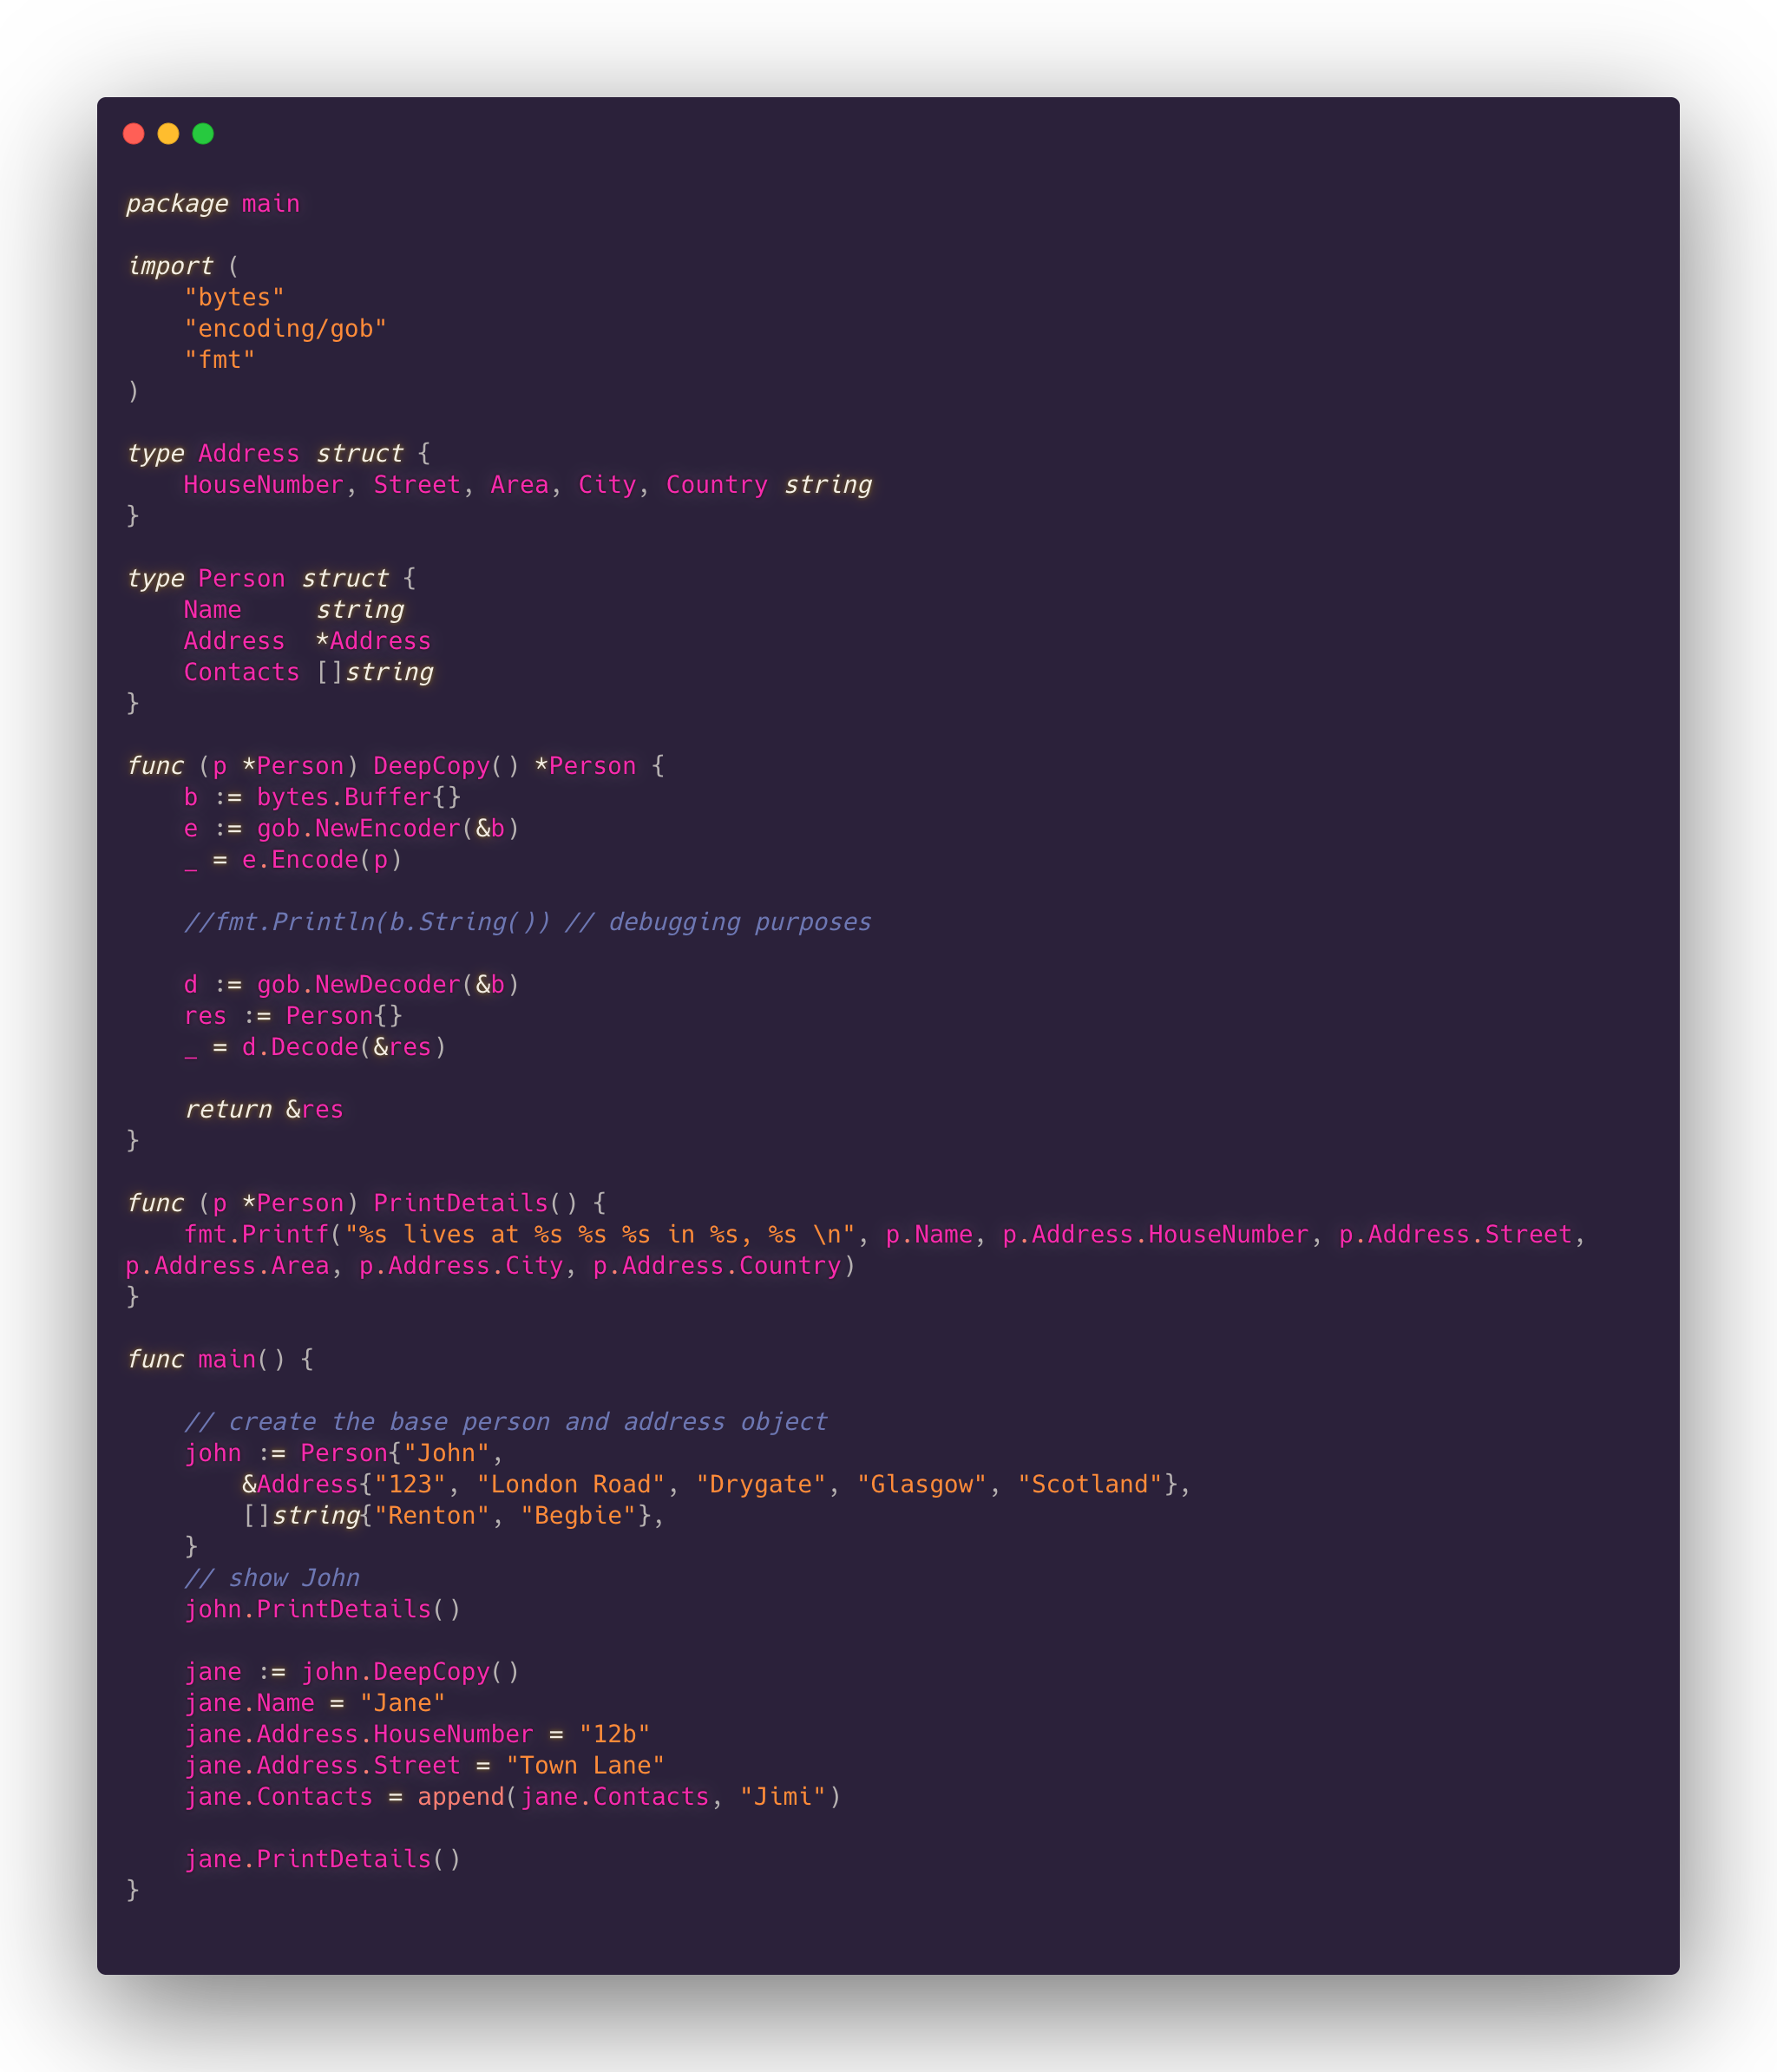 package main

import (
    "bytes"
    "encoding/gob"
    "fmt"
)

type Address struct {
    HouseNumber, Street, Area, City, Country string
}

type Person struct {
    Name     string
    Address  *Address
    Contacts []string
}

func (p *Person) DeepCopy() *Person {
    b := bytes.Buffer{}
    e := gob.NewEncoder(&b)
    _ = e.Encode(p)

    //fmt.Println(b.String()) // debugging purposes

    d := gob.NewDecoder(&b)
    res := Person{}
    _ = d.Decode(&res)

    return &res
}

func (p *Person) PrintDetails() {
    fmt.Printf("%s lives at %s %s %s in %s, %s \n", p.Name, p.Address.HouseNumber, p.Address.Street,
p.Address.Area, p.Address.City, p.Address.Country)
}

func main() {

    // create the base person and address object
    john := Person{"John",
        &Address{"123", "London Road", "Drygate", "Glasgow", "Scotland"},
        []string{"Renton", "Begbie"},
    }
    // show John
    john.PrintDetails()

    jane := john.DeepCopy()
    jane.Name = "Jane"
    jane.Address.HouseNumber = "12b"
    jane.Address.Street = "Town Lane"
    jane.Contacts = append(jane.Contacts, "Jimi")

    jane.PrintDetails()
}